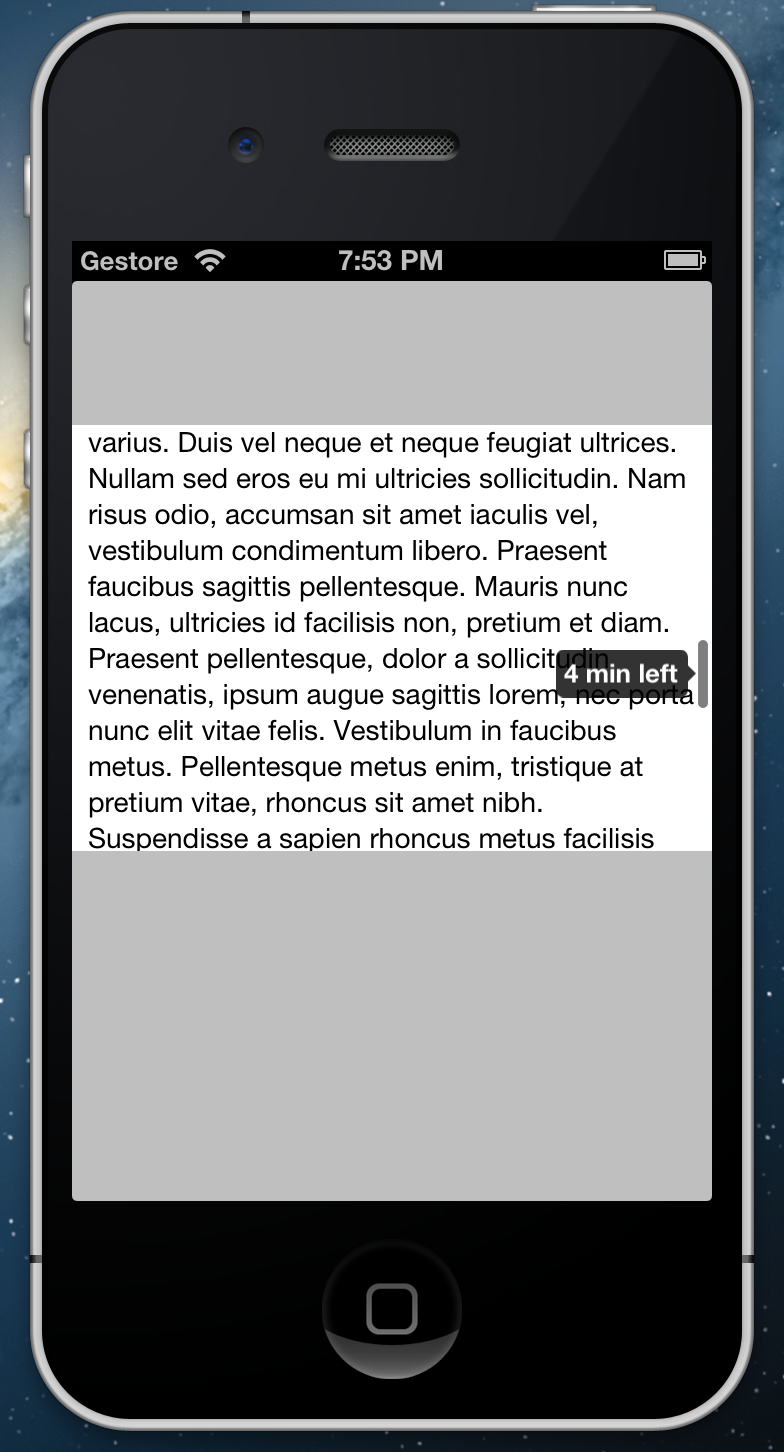 Gestore 7:53 PM
varius. Duis vel neque et neque feugiat ultrices.
Nullam sed eros eu mi ultricies sollicitudin. Nam
risus odio, accumsan sit amet iaculis vel,
vestibulum condimentum libero. Praesent
faucibus sagittis pellentesque. Mauris nunc
lacus, ultricies id facilisis non, pretium et diam.
Praesent pellentesque, dolor a sollicitudin
4 min left
venenatis, ipsum augue sagittis lorem, nec porta
nunc elit vitae felis. Vestibulum in faucibus
metus. Pellentesque metus enim, tristique at
pretium vitae, rhoncus sit amet nibh.
Suspendisse a sapien rhoncus metus facilisis